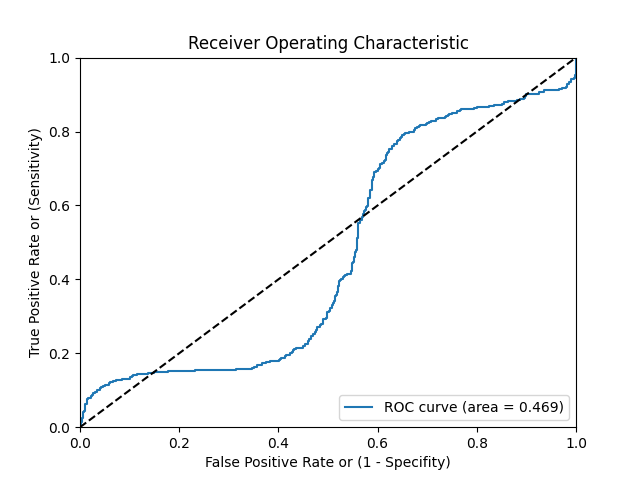 Receiver Operating Characteristic
True Positive Rate or (Sensitivity)
1.0
0.8
0.6
0.4
0.2
0.0
ROC curve (area = 0.469)
0.0 0.2 0.4 0.6 0.8 1.0
False Positive Rate or (1 - Specifity)